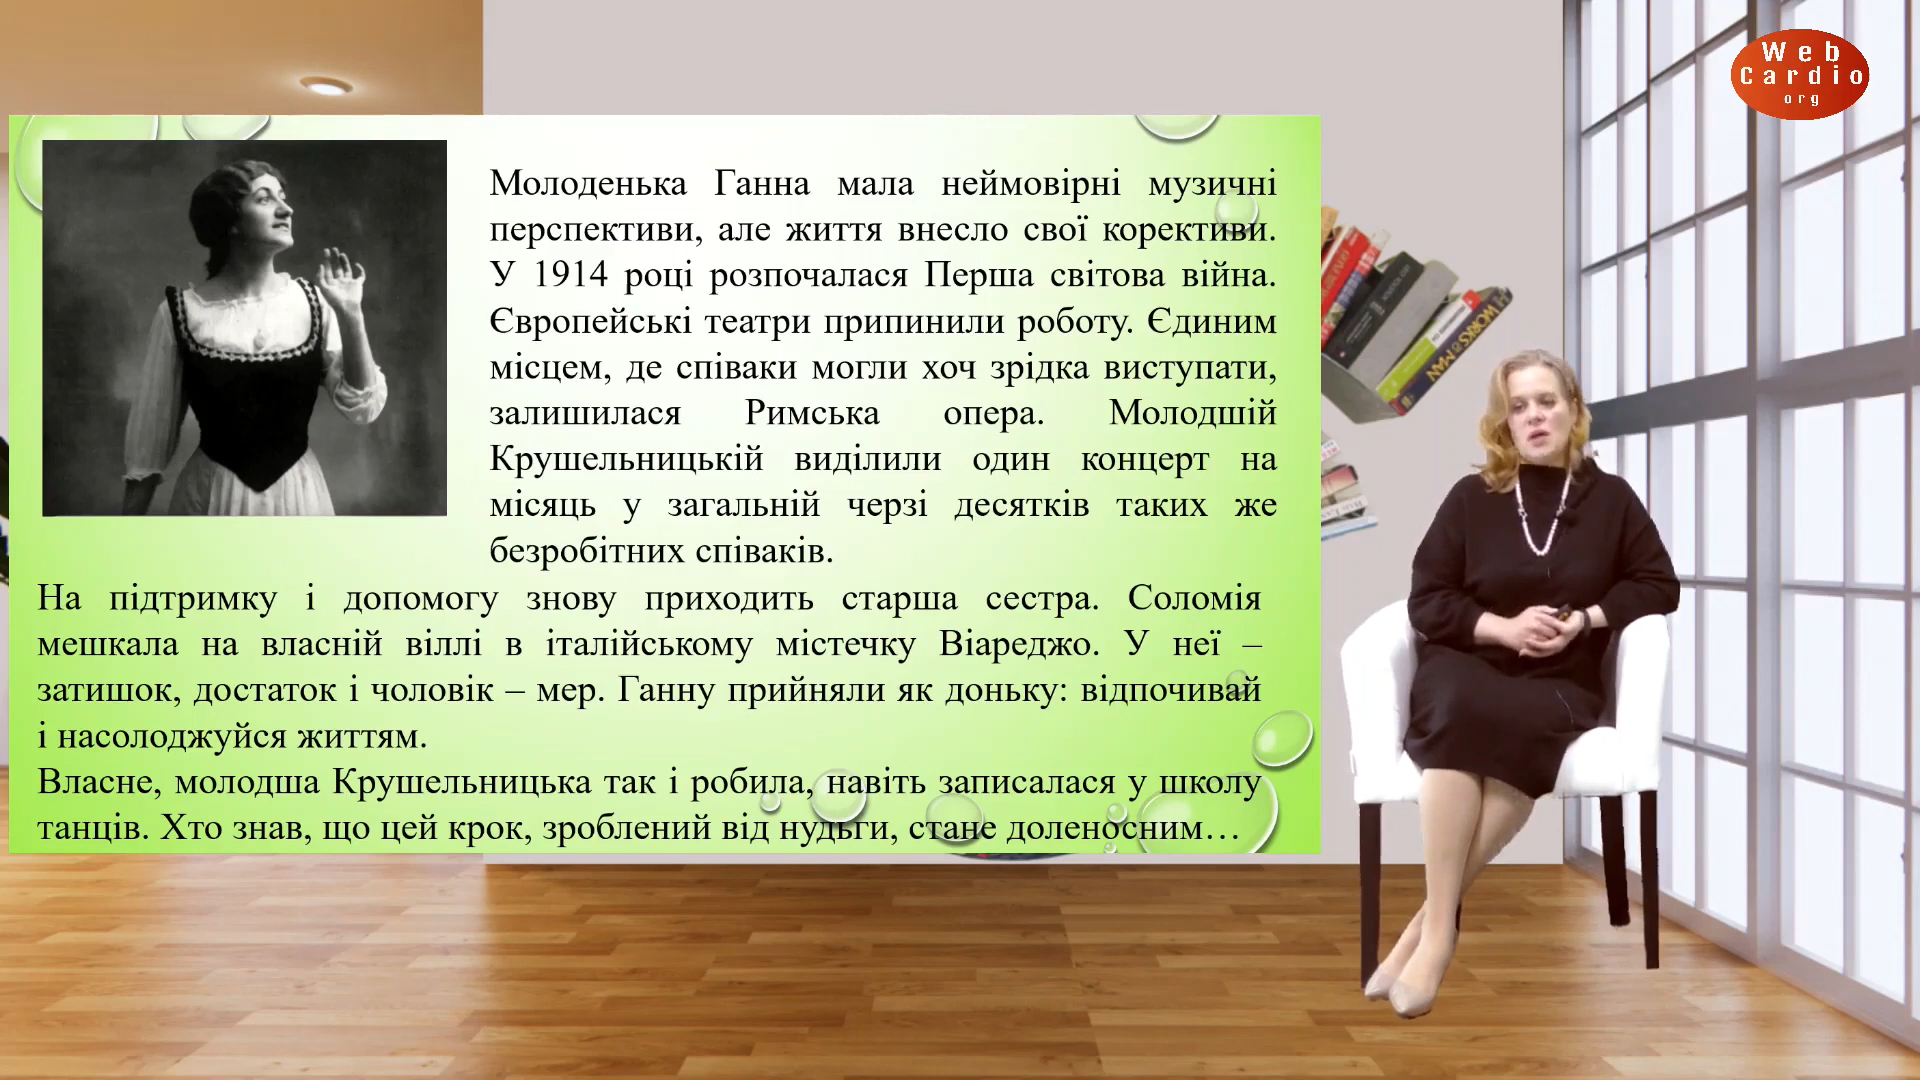 Web
Cardio
org
Молоденька Ганна мала неймовірні музичні
перспективи, але життя внесло свої корективи.
У 1914 році розпочалася Перша світова війна.
Європейські театри припинили роботу. Єдиним
місцем, де співаки могли хоч зрідка виступати,
залишилася Римська опера. Молодшій
Крушельницькій виділили один концерт на
місяць у загальній черзі десятків таких же
безробітних співаків.
На підтримку і допомогу знову приходить старша сестра. Соломія
мешкала на власній віллі в італійському містечку Віареджо. У неї –
затишок, достаток і чоловік – мер. Ганну прийняли як доньку: відпочивай
і насолоджуйся життям.
Власне, молодша Крушельницька так і робила, навіть записалася у школу
танців. Хто знав, що цей крок, зроблений від нудьги, стане доленосним…
WORKS OF MAN